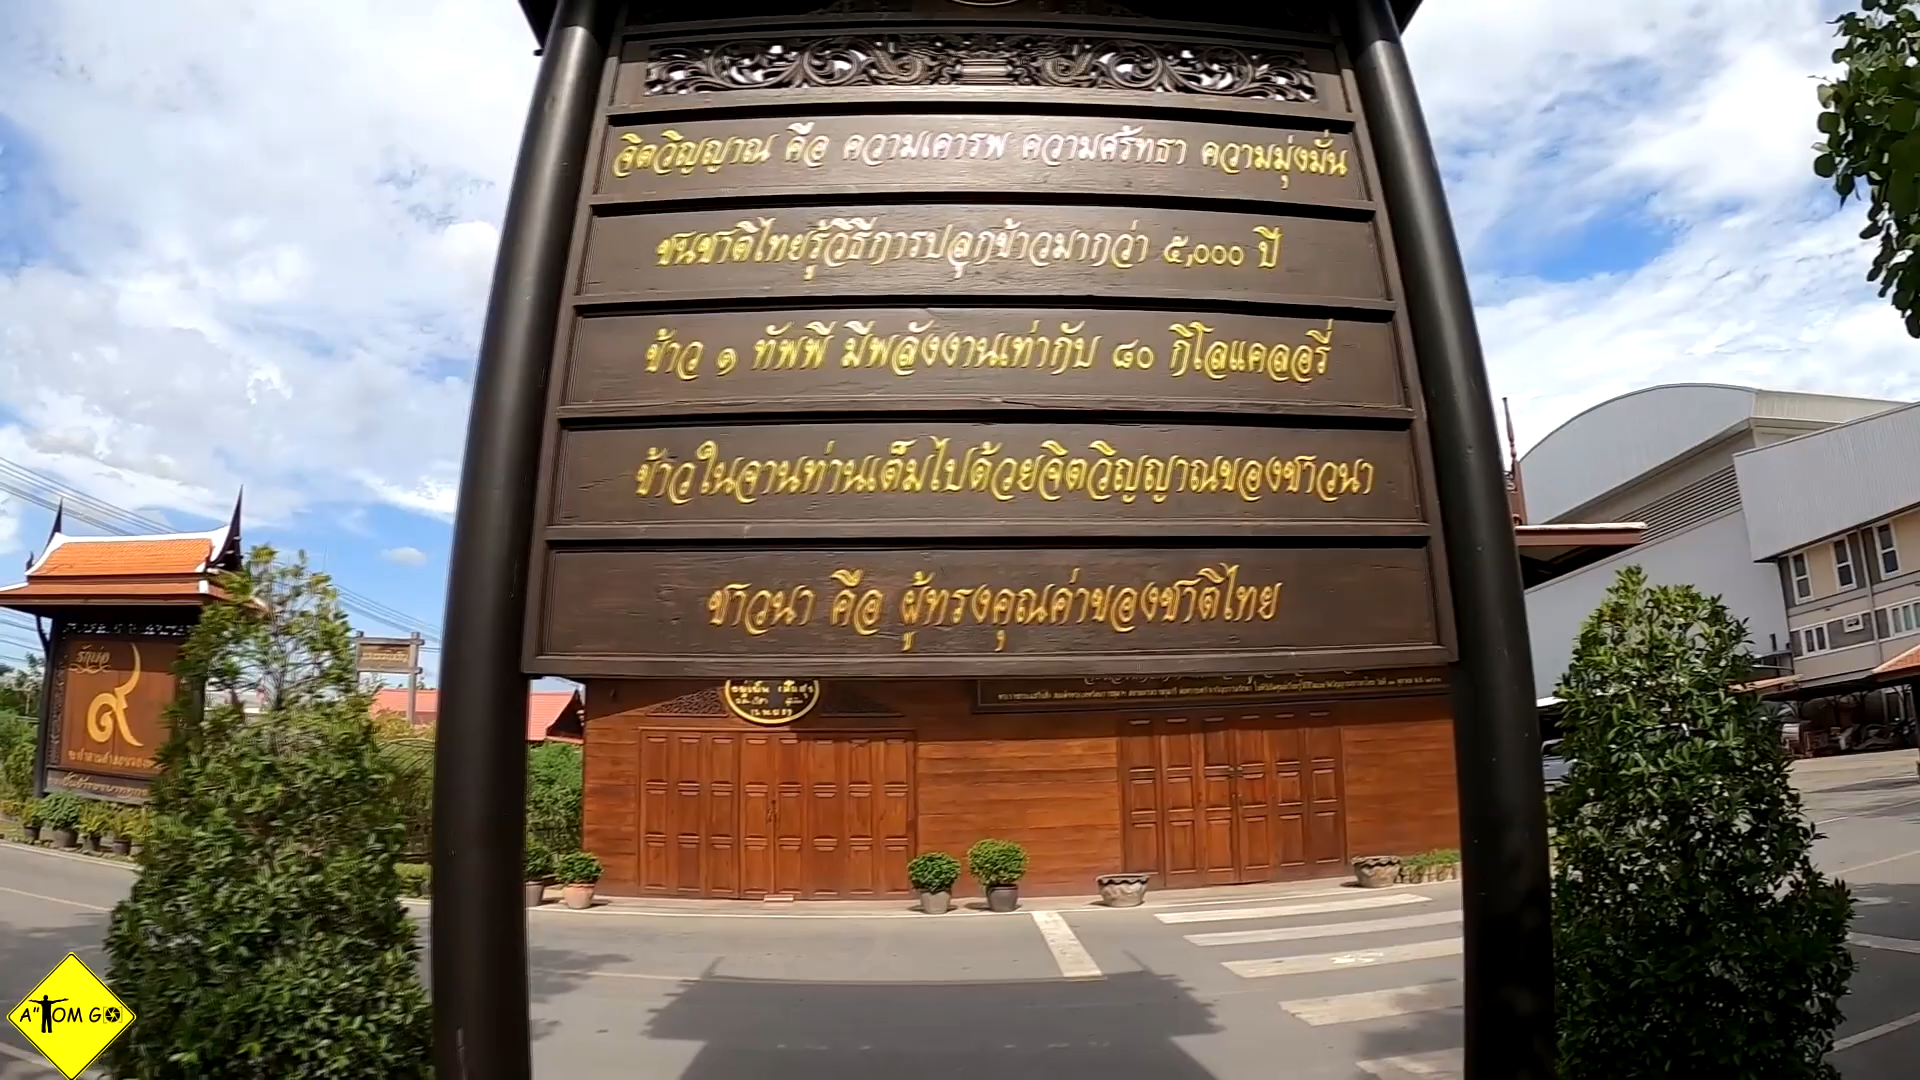 จิตวิญญาณ คือ ความเคารพ ความศรัทธา ความมุ่งมั่น
ชนชาติไทยรู้วิธีการปลูกข้าวมากว่า ๕,๐๐๐ ปี
ข้าว ๑ ทัพพี มีพลังงานเท่ากับ ๘๐ กิโลแคลอรี่
ข้าวในจานท่านเต็มไปด้วยจิตวิญญาณของชาวนา
ชาวนา คือ ผู้ทรงคุณค่าของชาติไทย
๙
A"TOM GO